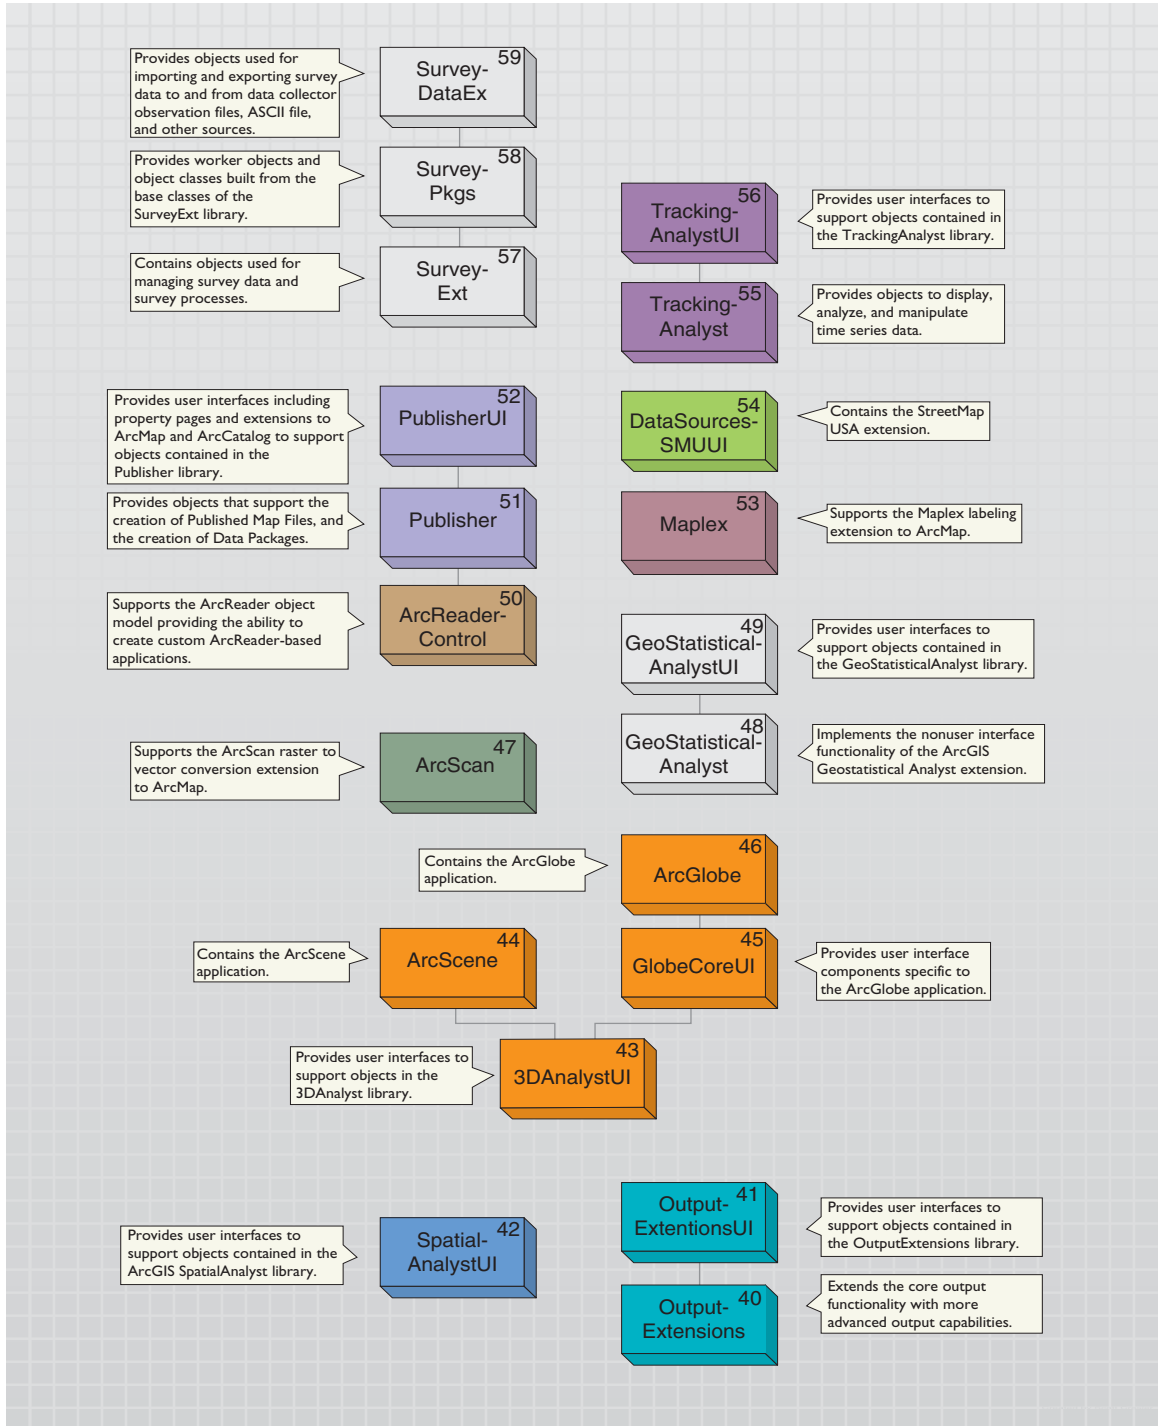 Provides objects used for
importing and exporting survey
data to and from data collector
observation files, ASCII file,
and other sources.
59
Survey-
DataEx
Provides worker objects and
object classes built from the
base classes of the
SurveyExt library.
58
Survey-
Pkgs
Contains objects used for
managing survey data and
survey processes.
57
Survey-
Ext
56
Tracking-
AnalystUI
Provides user interfaces to
support objects contained in
the TrackingAnalyst library.
55
Tracking-
Analyst
Provides objects to display,
analyze, and manipulate
time series data.
Provides user interfaces including
property pages and extensions to
ArcMap and ArcCatalog to support
objects contained in the
Publisher library.
52
PublisherUI
54
DataSources-
SMUUI
Contains the StreetMap
USA extension.
Provides objects that support the
creation of Published Map Files, and
the creation of Data Packages.
51
Publisher
53
Maplex
Supports the Maplex labeling
extension to ArcMap.
Supports the ArcReader object
model providing the ability to
create custom ArcReader-based
applications.
50
ArcReader-
Control
49
GeoStatistical-
AnalystUI
Provides user interfaces to
support objects contained in
the GeoStatisticalAnalyst library.
48
GeoStatistical-
Analyst
Implements the nonuser interface
functionality of the ArcGIS
Geostatistical Analyst extension.
Supports the ArcScan raster to
vector conversion extension
to ArcMap.
47
ArcScan
Contains the ArcGlobe
application.
46
ArcGlobe
Contains the ArcScene
application.
44
ArcScene
45
GlobeCoreUI
Provides user interface
components specific to
the ArcGlobe application.
Provides user interfaces to
support objects in the
3DAnalyst library.
43
3DAnalystUI
41
Output-
ExtentionsUI
Provides user interfaces to
support objects contained in
the OutputExtensions library.
Provides user interfaces to
support objects contained in the
ArcGIS SpatialAnalyst library.
42
Spatial-
AnalystUI
40
Output-
Extensions
Extends the core output
functionality with more
advanced output capabilities.